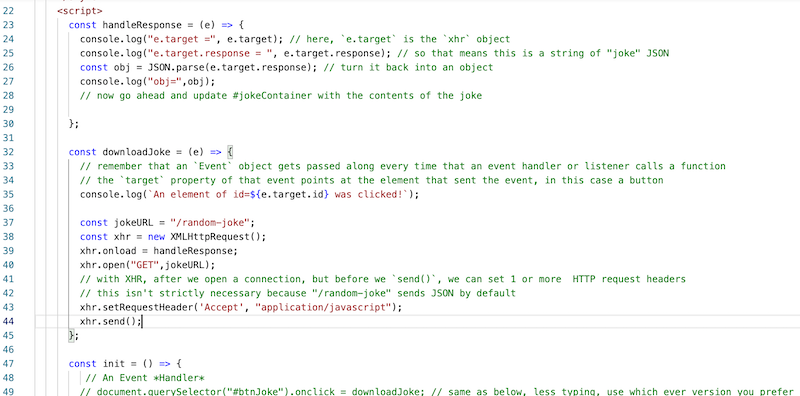 22 <script>
23 const handleResponse = (e) => {
24 console.log("e.target =", e.target); // here, `e.target` is the `xhr` object
25 console.log("e.target.response = ", e.target.response); // so that means this is a string of "joke" JSON
26 const obj = JSON.parse(e.target.response); // turn it back into an object
27 console.log("obj=",obj);
28 // now go ahead and update #jokeContainer with the contents of the joke
29
30 };
31
32 const downloadJoke = (e) => {
33 // remember that an `Event` object gets passed along every time that an event handler or listener calls a function
34 // the `target` property of that event points at the element that sent the event, in this case a button
35 console.log(`An element of id=${e.target.id} was clicked!`);
36
37 const jokeURL = "/random-joke";
38 const xhr = new XMLHttpRequest();
39 xhr.onload = handleResponse;
40 xhr.open("GET",jokeURL);
41 // with XHR, after we open a connection, but before we `send()`, we can set 1 or more  HTTP request headers
42 // this isn't strictly necessary because "/random-joke" sends JSON by default
43 xhr.setRequestHeader('Accept', "application/javascript");
44 xhr.send();
45 };
46
47 const init = () => {
48 // An Event *Handler*
49 // document.querySelector("#btnJoke").onclick = downloadJoke; // same as below, less typing, use which ever version you prefer